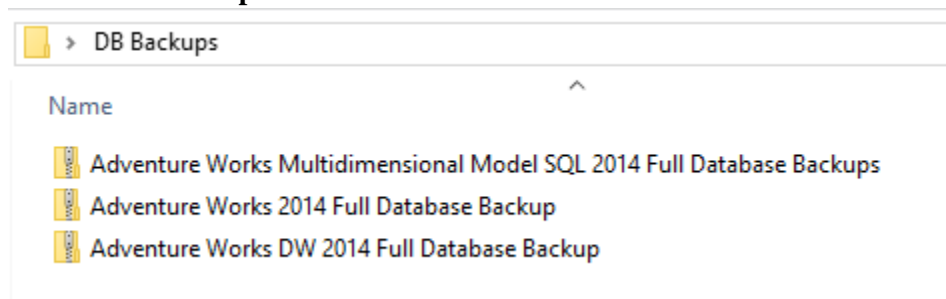 DB Backups
Name
Adventure Works Multidimensional Model SQL 2014 Full Database Backups
Adventure Works 2014 Full Database Backup
Adventure Works DW 2014 Full Database Backup